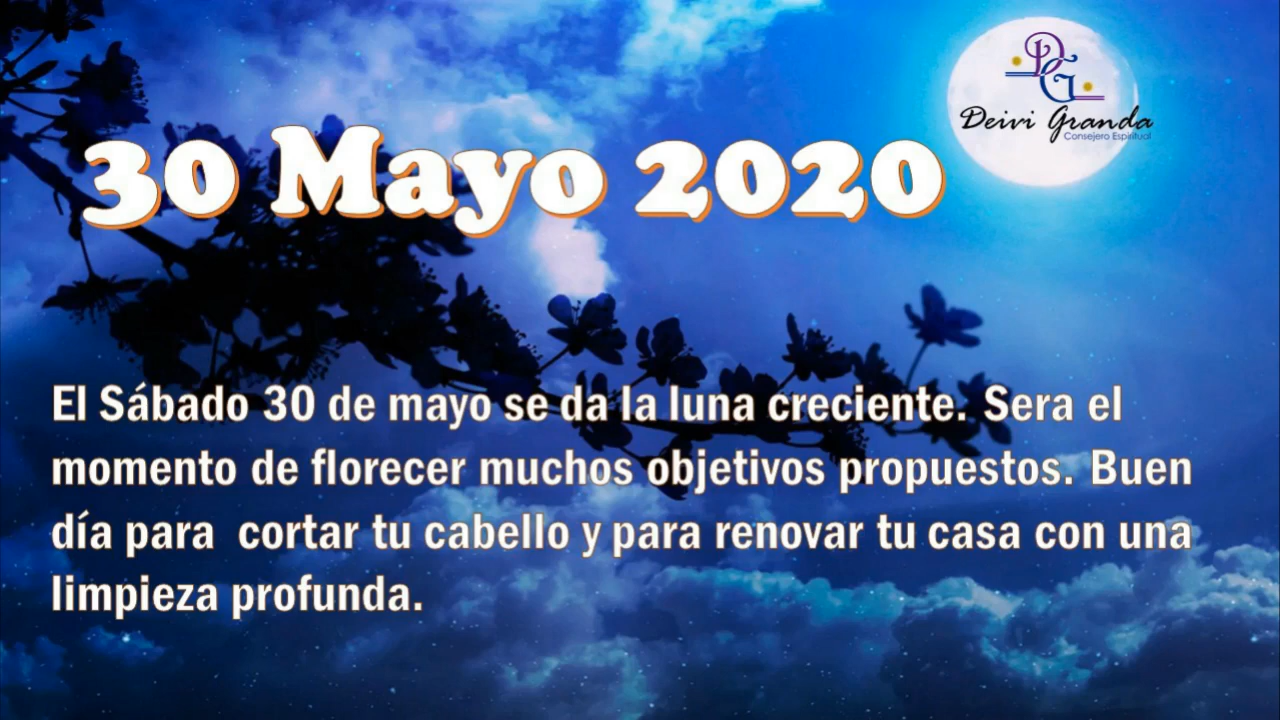 DG
Deivi Granda
Consejero Espiritual
30 Mayo 2020
El Sábado 30 de mayo se da la luna creciente. Sera el
momento de florecer muchos objetivos propuestos. Buen
día para  cortar tu cabello y para renovar tu casa con una
limpieza profunda.